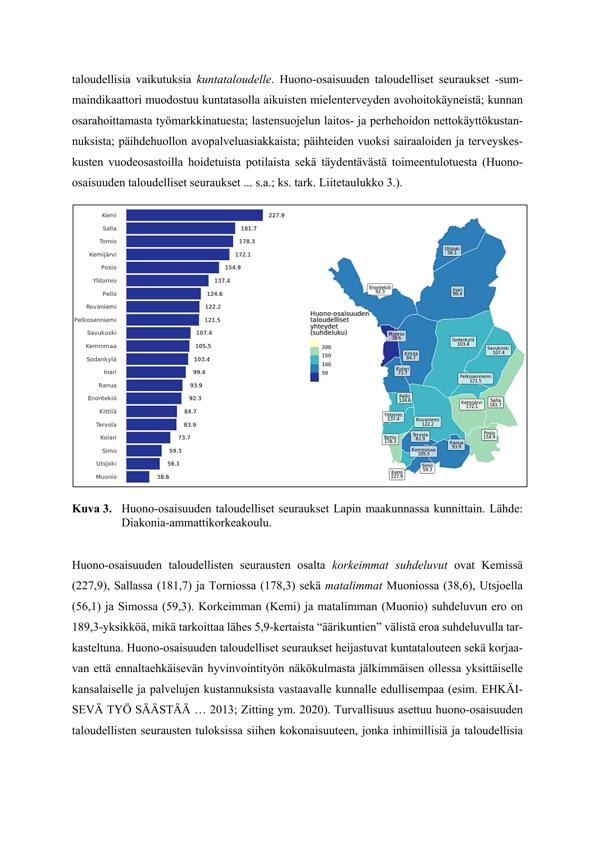 taloudellisia vaikutuksia kuntataloudelle. Huono-osaisuuden taloudelliset seuraukset -sum-
maindikaattori muodostuu kuntatasolla aikuisten mielenterveyden avohoitokäyneistä; kunnan
osarahoittamasta työmarkkinatuesta; lastensuojelun laitos- ja perhehoidon nettokäyttökustan-
nuksista; päihdehuollon avopalveluasiakkaista; päihteiden vuoksi sairaaloiden ja terveyskes-
kusten vuodeosastoilla hoidetuista potilaista sekä täydentävästä toimeentulotuesta (Huono-
osaisuuden taloudelliset seuraukset ... s.a.; ks. tark. Liitetaulukko 3.).
Kemi 227.9
Salla 181.7
Tornio 178.3
Kemijärvi 172.1
Posio 154.9
Ylitornio 137.4
Pello 124.6
Rovaniemi 122.2
Pelkosenniemi 121.5
Savukoski 107.4
Keminmaa 105.5
Sodankylä 103.4
Inari 99.4
Ranua 93.9
Enontekiö 92.3
Kittilä 84.7
Tervola 83.9
Kolari 73.7
Simo 59.3
Utsjoki 56.1
Muonio 38.6
Huono-osaisuuden
taloudelliset
yhteydet
(suhdeluku)
200
150
100
50
Utsjoki
56.1
Enontekiö
92.3
Inari
99.4
Muonio
38.6
Kittilä
84.7
Sodankylä
103.4
Savukoski
107.4
Kolari
73.7
Pelkosenniemi
121.5
Pello
124.6
Kemijärvi
172.1
Salla
181.7
Ylitornio
137.4
Rovaniemi
122.2
Tornio
178.3
Tervola
83.9
Posio
154.9
Ranua
93.9
Keminmaa
105.5
Simo
59.3
Kemi
227.9
Kuva 3. Huono-osaisuuden taloudelliset seuraukset Lapin maakunnassa kunnittain. Lähde:
Diakonia-ammattikorkeakoulu.
Huono-osaisuuden taloudellisten seurausten osalta korkeimmat suhdeluvut ovat Kemissä
(227,9), Sallassa (181,7) ja Torniossa (178,3) sekä matalimmat Muoniossa (38,6), Utsjoella
(56,1) ja Simossa (59,3). Korkeimman (Kemi) ja matalimman (Muonio) suhdeluvun ero on
189,3-yksikköä, mikä tarkoittaa lähes 5,9-kertaista “äärikuntien” välistä eroa suhdeluvulla tar-
kasteltuna. Huono-osaisuuden taloudelliset seuraukset heijastuvat kuntatalouteen sekä korjaa-
van että ennaltaehkäisevän hyvinvointityön näkökulmasta jälkimmäisen ollessa yksittäiselle
kansalaiselle ja palvelujen kustannuksista vastaavalle kunnalle edullisempaa (esim. EHKÄI-
SEVÄ TYÖ SÄÄSTÄÄ … 2013; Zitting ym. 2020). Turvallisuus asettuu huono-osaisuuden
taloudellisten seurausten tuloksissa siihen kokonaisuuteen, jonka inhimillisiä ja taloudellisia